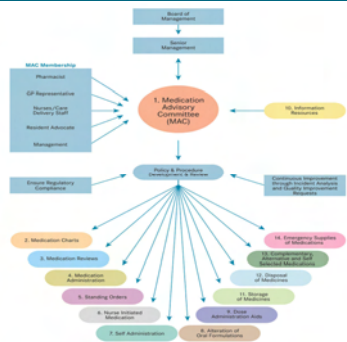 Board of
Management
Senior
Management
MAC Membership
Pharmacist
GP Representative
Nurses/Care
Delivery Staff
Resident Advocate
Management
1. Medication
Advisory
Committee
(MAC)
10. Information
Resources
Policy & Procedure
Development & Review
Ensure Regulatory
Compliance
Continuous Improvement
through Incident Analysis
and Quality Improvement
Requests
2. Medication Charts
3. Medication Reviews
4. Medication
Administration
5. Standing Orders
6. Nurse Initiated
Medication
7. Self Administration
8. Alteration of
Oral Formulations
9. Dose
Administration Aids
11. Storage
of Medicines
12. Disposal
of Medicines
13. Complementary,
Alternative and Self
Selected Medications
14. Emergency Supplies
of Medications